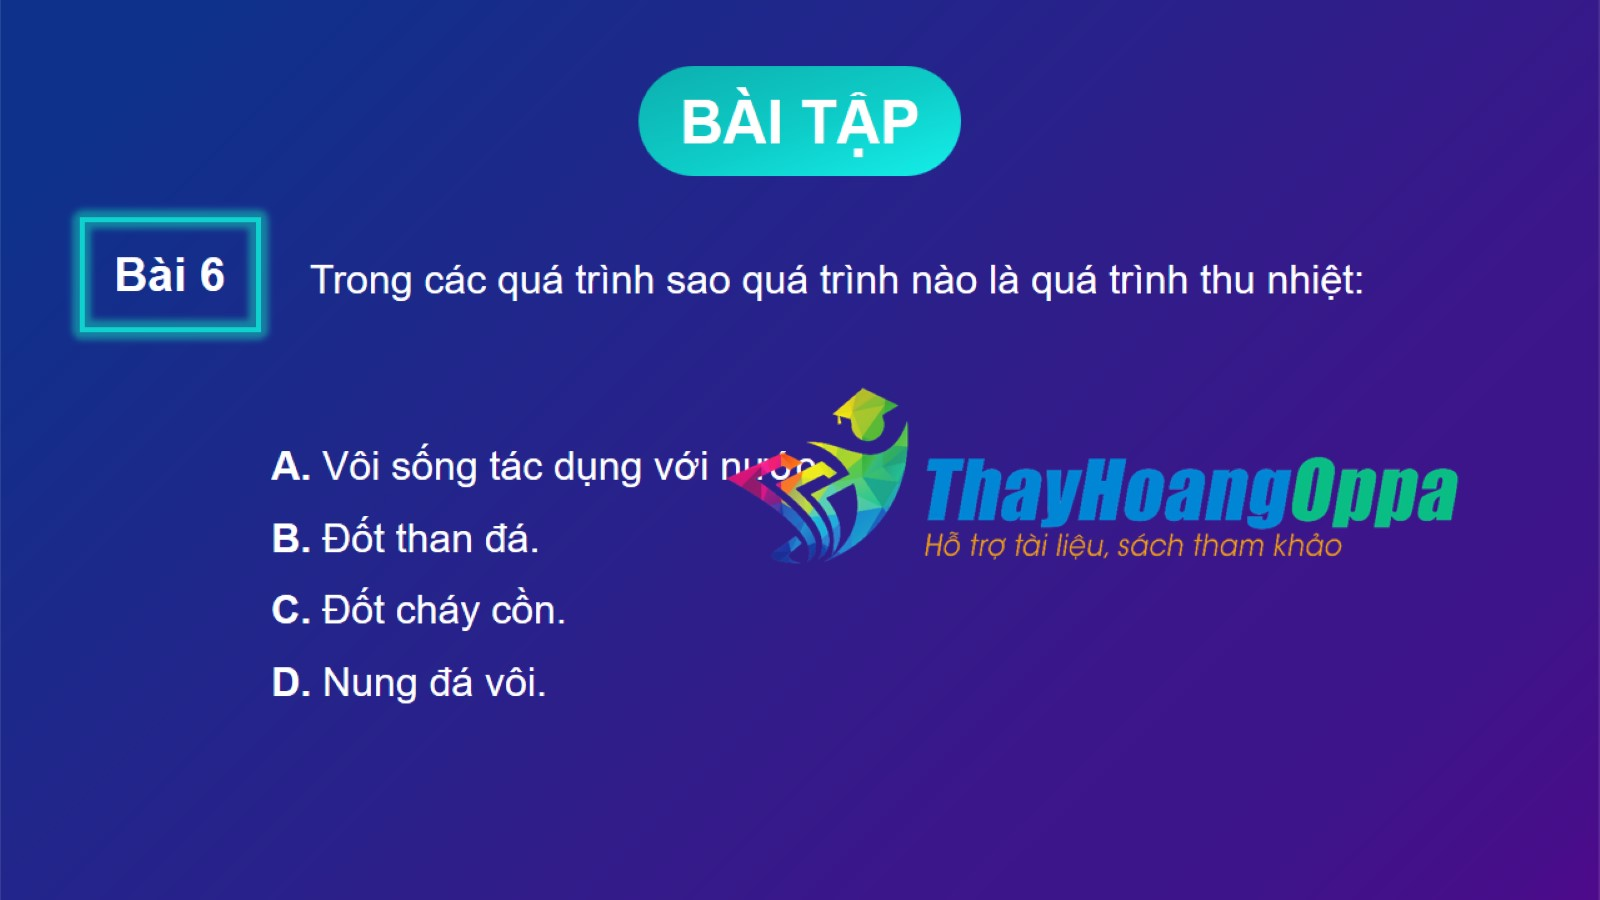 BÀI TẬP
Bài 6
Trong các quá trình sao quá trình nào là quá trình thu nhiệt:
A. Vôi sống tác dụng với nước
ThayHoangOppa
Hỗ trợ tài liệu, sách tham khảo
B. Đốt than đá.
C. Đốt cháy cồn.
D. Nung đá vôi.